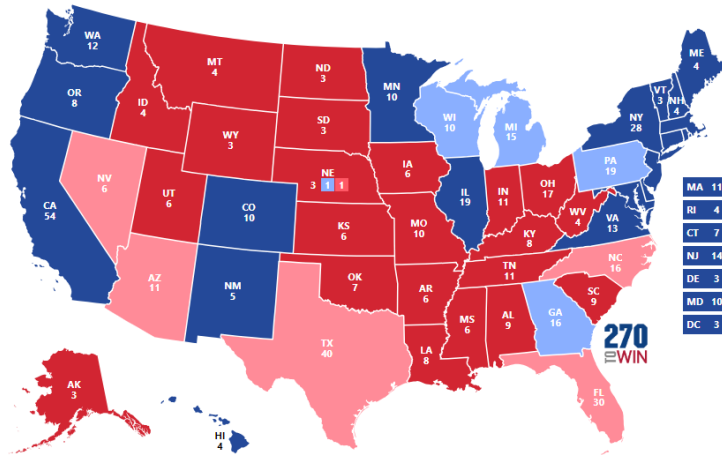 WA
12
OR
8
CA
54
NV
6
ID
4
MT
4
WY
3
UT
6
AZ
11
CO
10
NM
5
ND
3
SD
3
NE
3 1 1
KS
6
OK
7
TX
40
MN
10
IA
6
MO
10
AR
6
LA
8
WI
10
IL
19
MI
15
IN
11
OH
17
KY
8
TN
11
MS
6
AL
9
GA
16
FL
30
SC
9
NC
16
VA
13
WV
4
PA
19
NY
28
VT
3
NH
4
ME
4
MA 11
RI 4
CT 7
NJ 14
DE 3
MD 10
DC 3
AK
3
HI
4
270
TO WIN